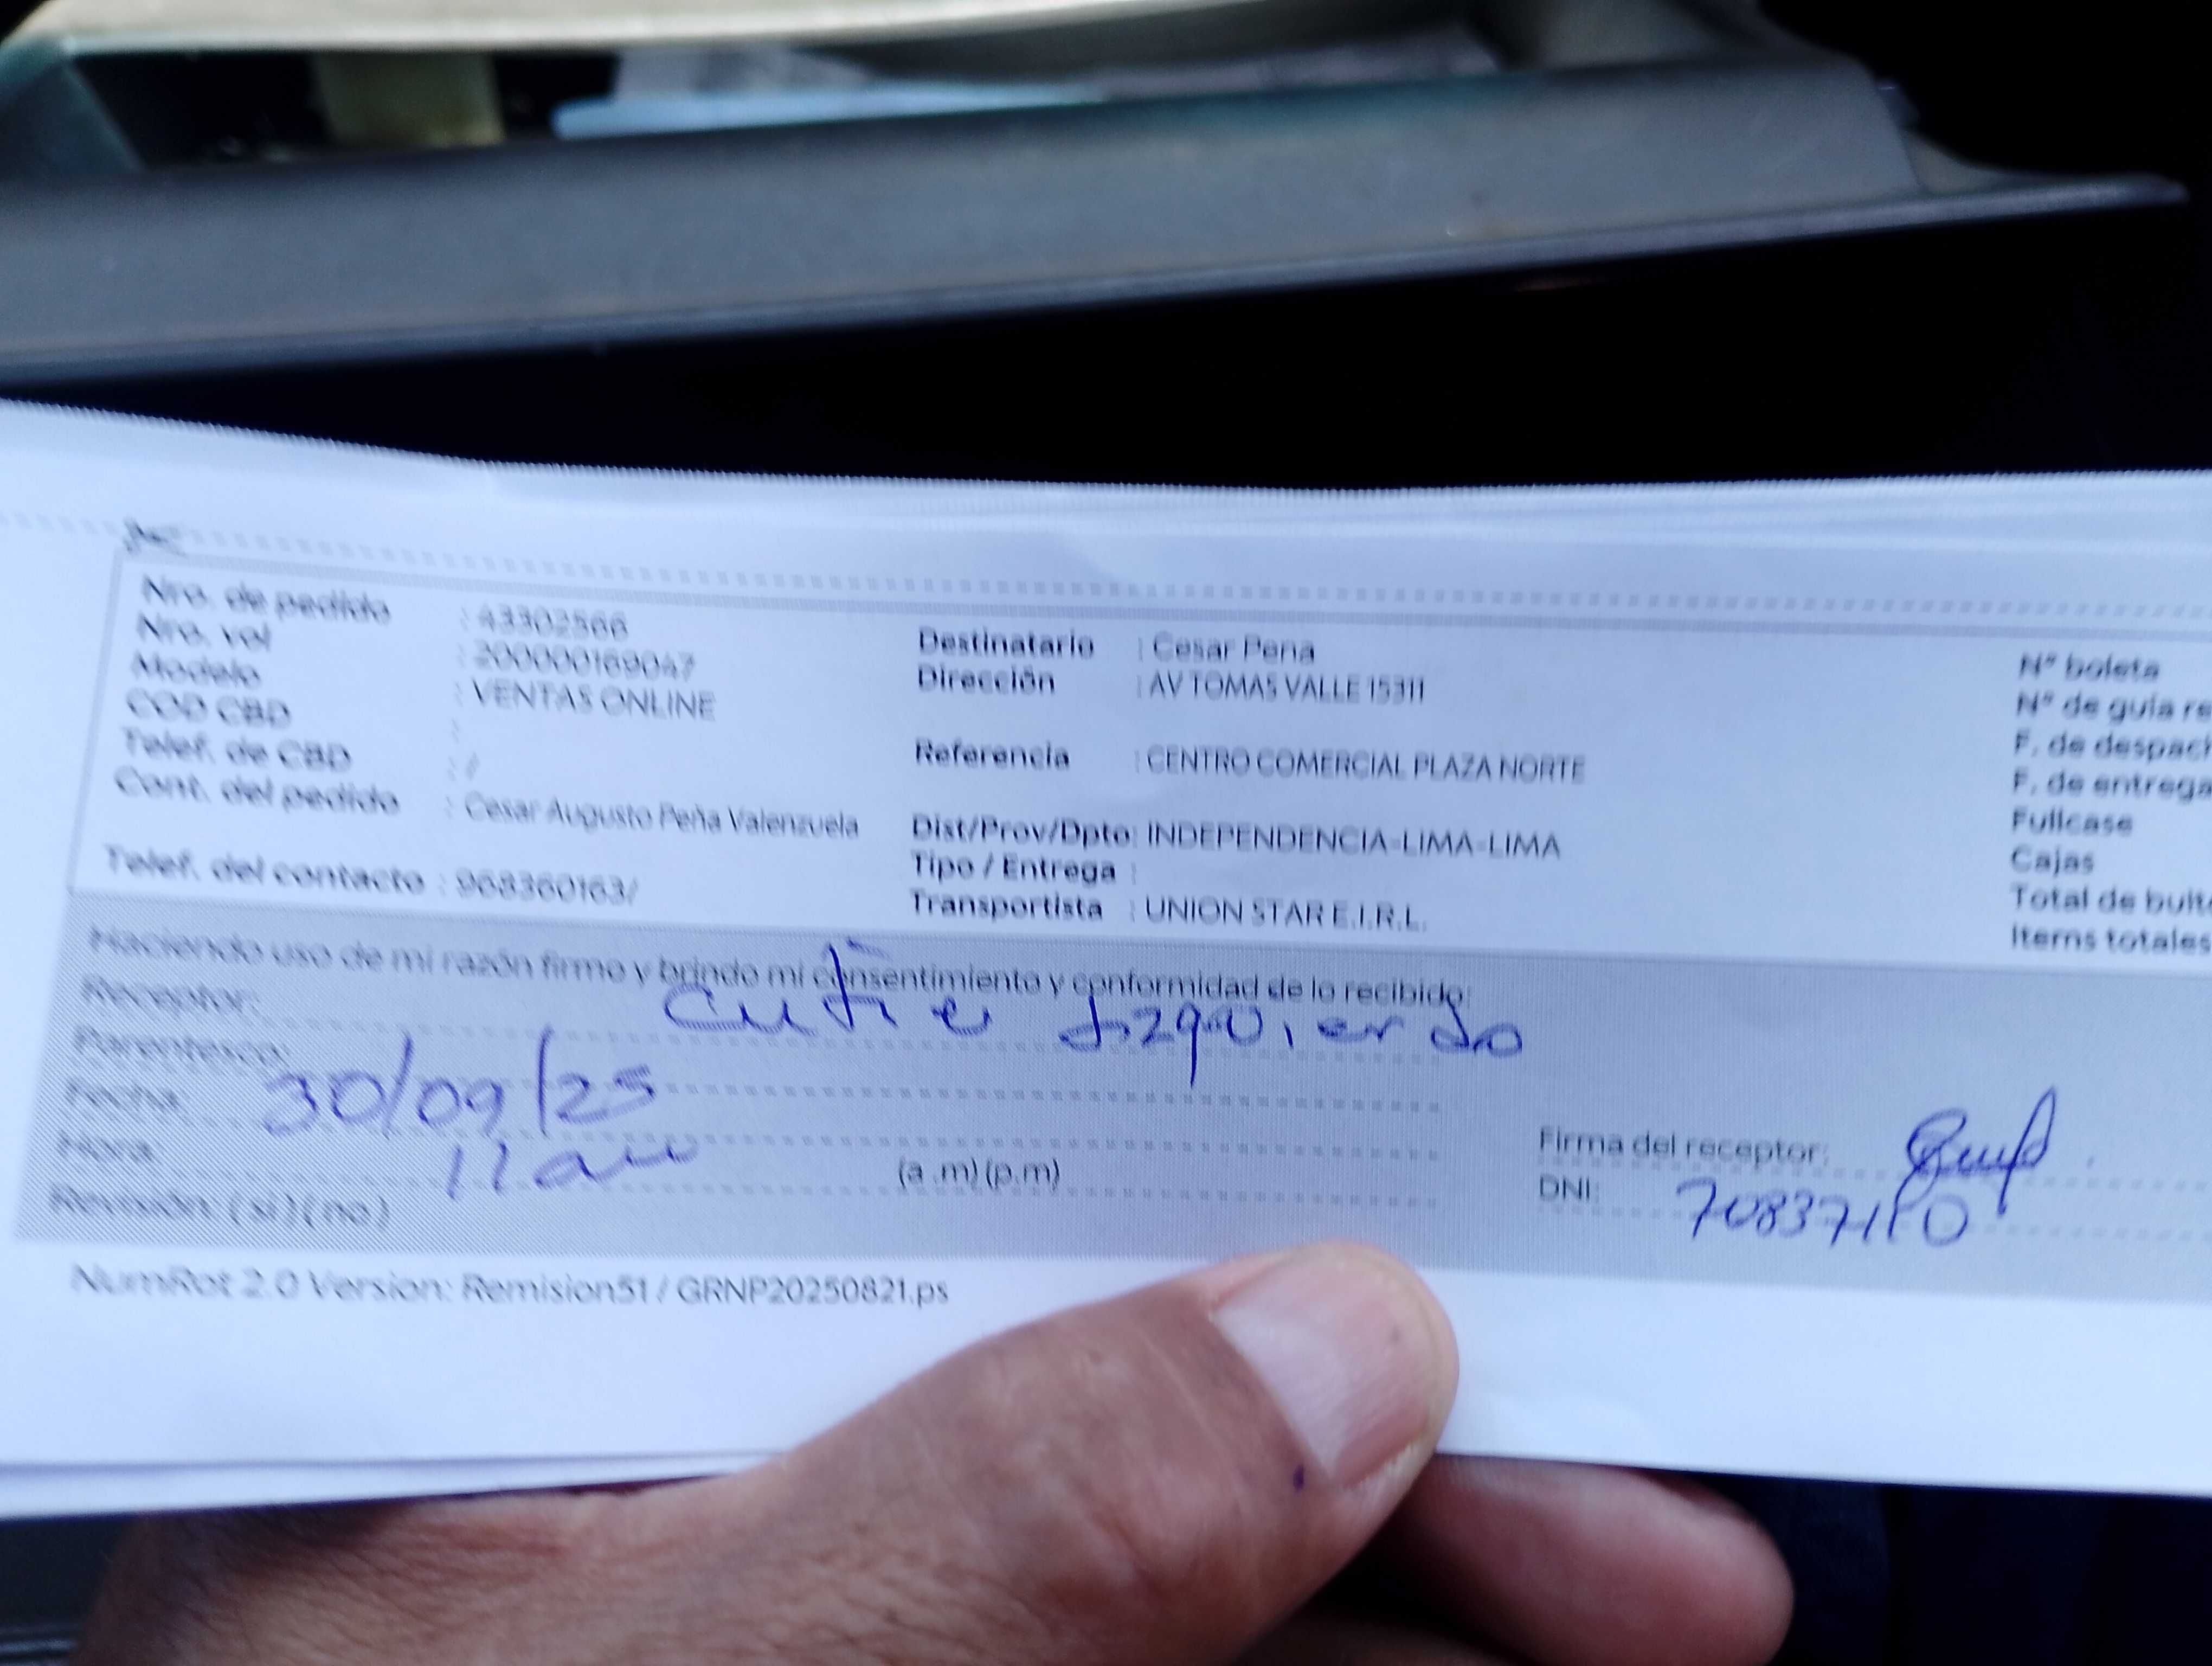 Nro. de pedido : 43302566
Nro. vol : 200000169047
Modelo : VENTAS ONLINE
COD CBD :
Telef. de CBD : /
Cont. del pedido : Cesar Augusto Peña Valenzuela
Telef. del contacto : 968360163/
Destinatario : Cesar Pena
Dirección : AV TOMAS VALLE 15311
Referencia : CENTRO COMERCIAL PLAZA NORTE
Dist/Prov/Dpto: INDEPENDENCIA-LIMA-LIMA
Tipo / Entrega :
Transportista : UNION STAR E.I.R.L.
N° boleta
N° de guia re
F. de despach
F. de entrega
Fullcase
Cajas
Total de bult
Items totales
Haciendo uso de mi razón firmo y brindo mi consentimiento y conformidad de lo recibido:
Receptor: Izquierdo
Parentesco:
Fecha: 30/09/25
Hora: 11 am (a .m) (p.m)
Revisión: ( si ) ( no )
Firma del receptor:
DNI:
NumRot 2.0 Version: Remision51 / GRNP20250821.ps